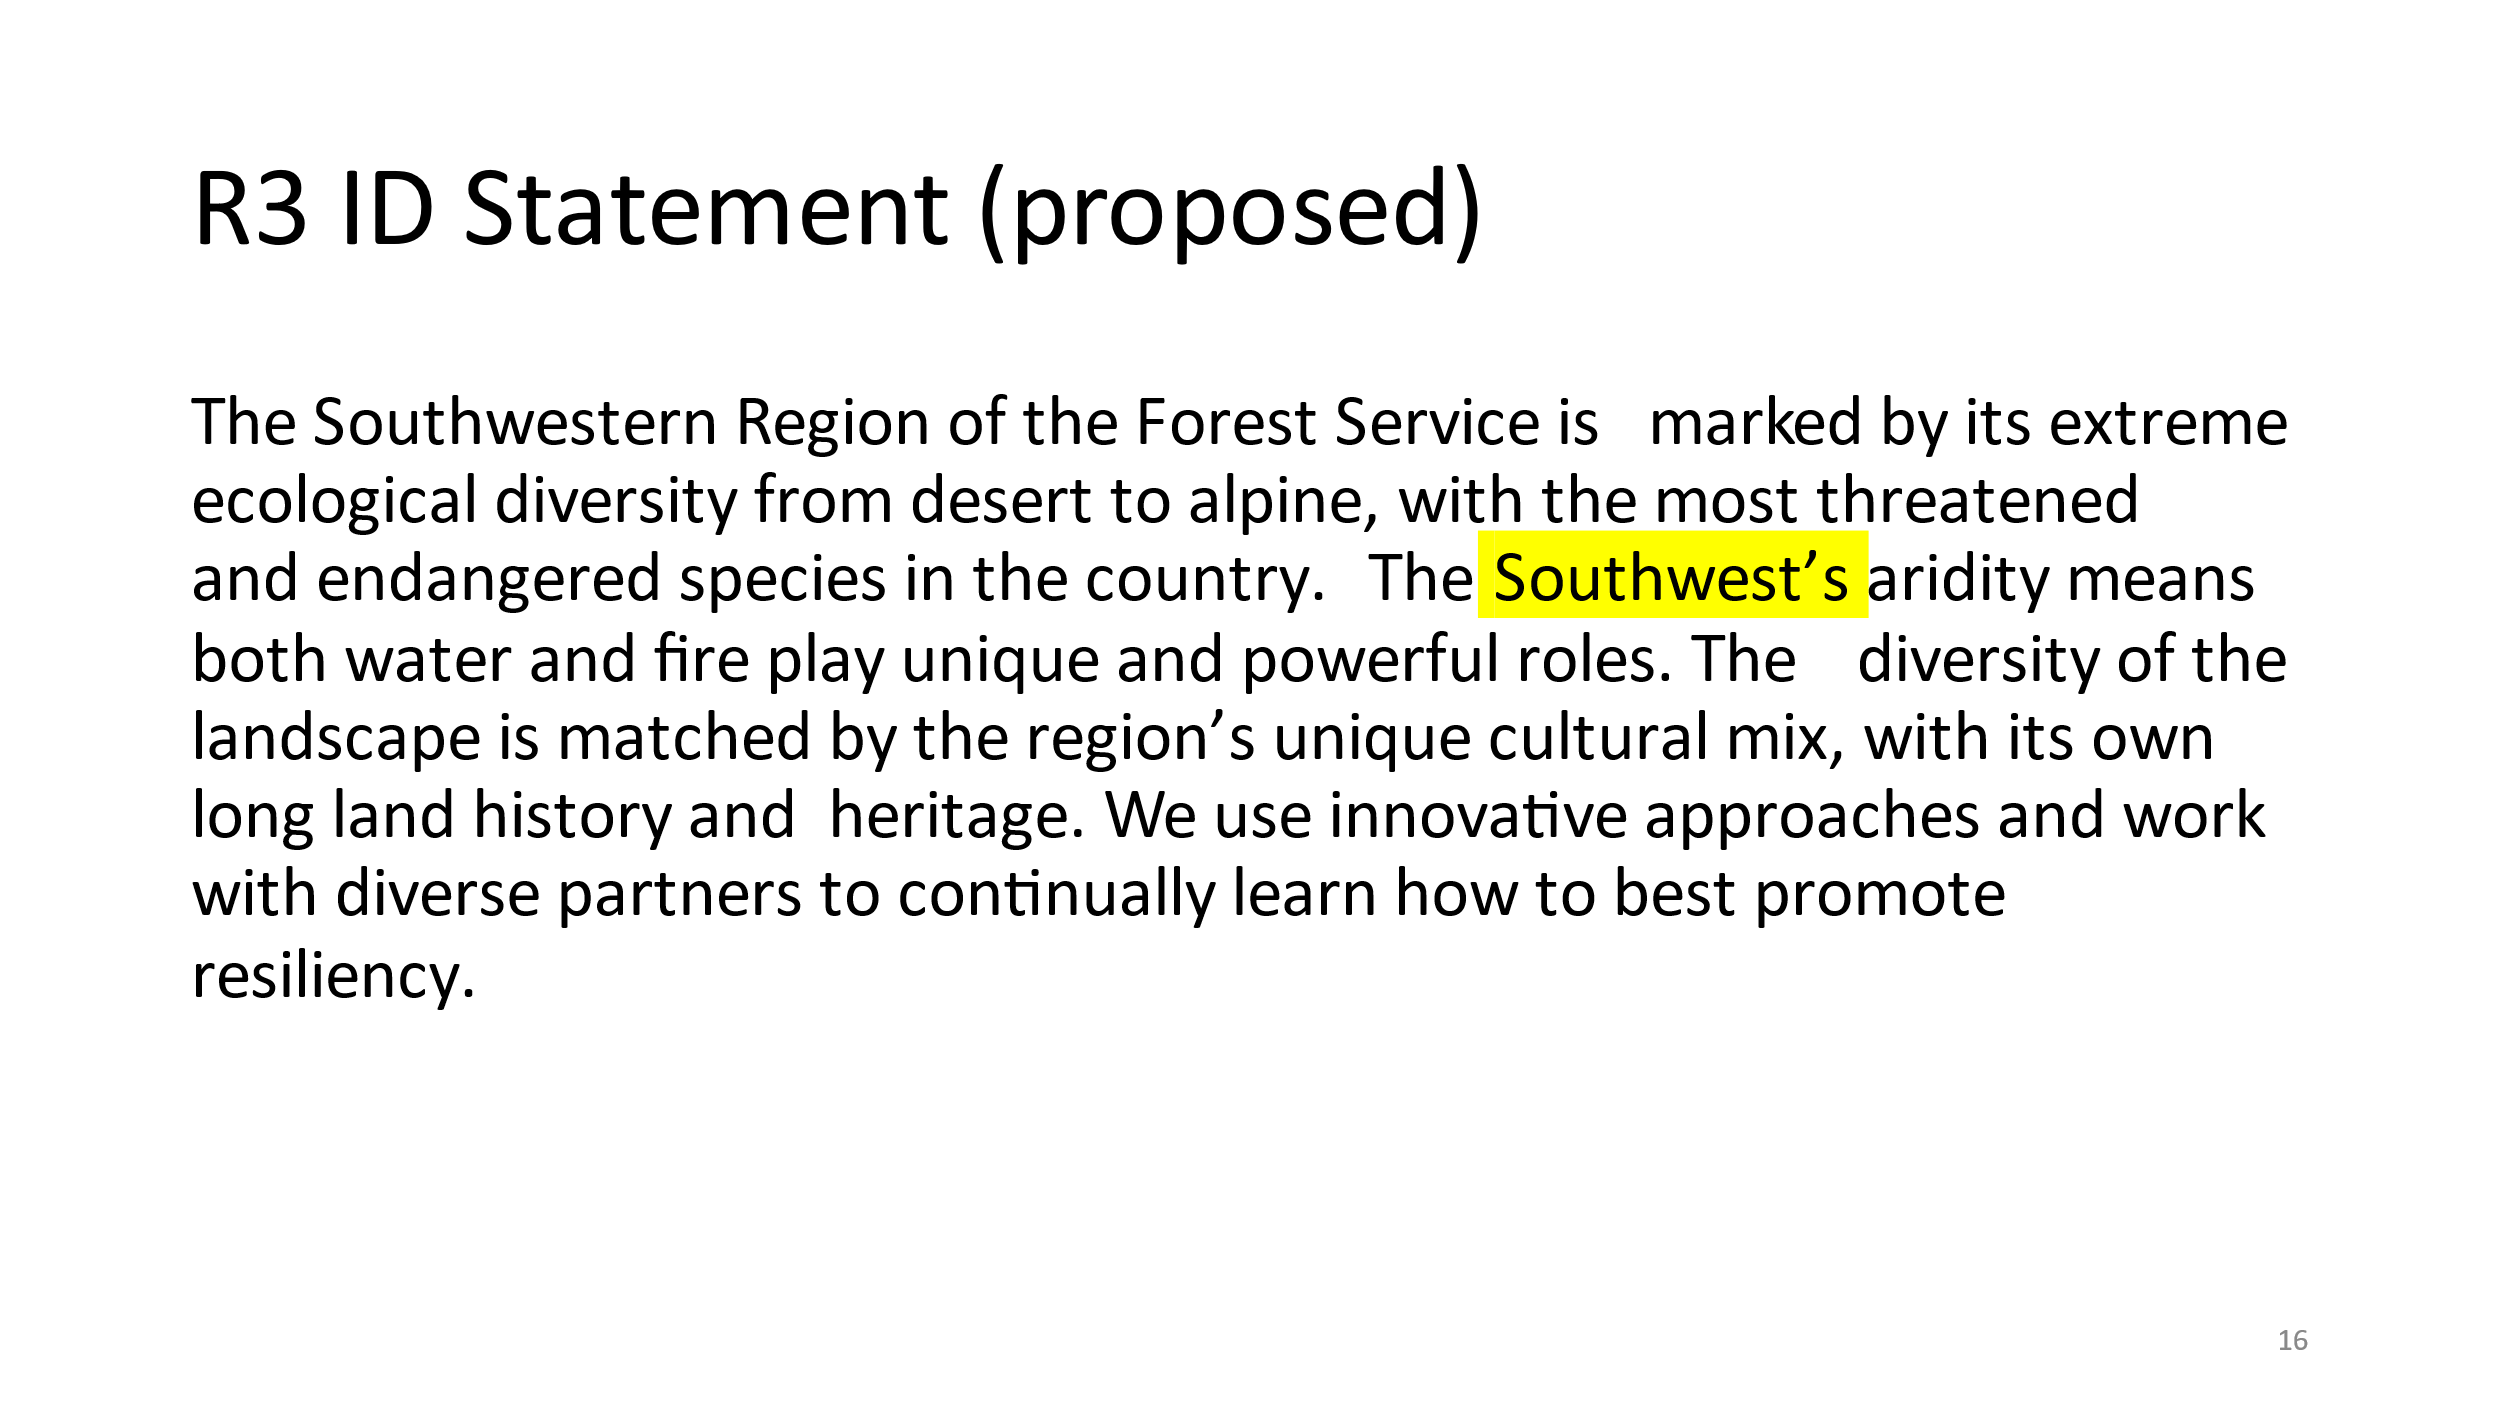 R3 ID Statement (proposed)
The Southwestern Region of the Forest Service is   marked by its extreme
ecological diversity from desert to alpine, with the most threatened
and endangered species in the country.  The Southwest’s aridity means
both water and fire play unique and powerful roles. The   diversity of the
landscape is matched by the region’s unique cultural mix, with its own
long land history and  heritage. We use innovative approaches and work
with diverse partners to continually learn how to best promote
resiliency.
16